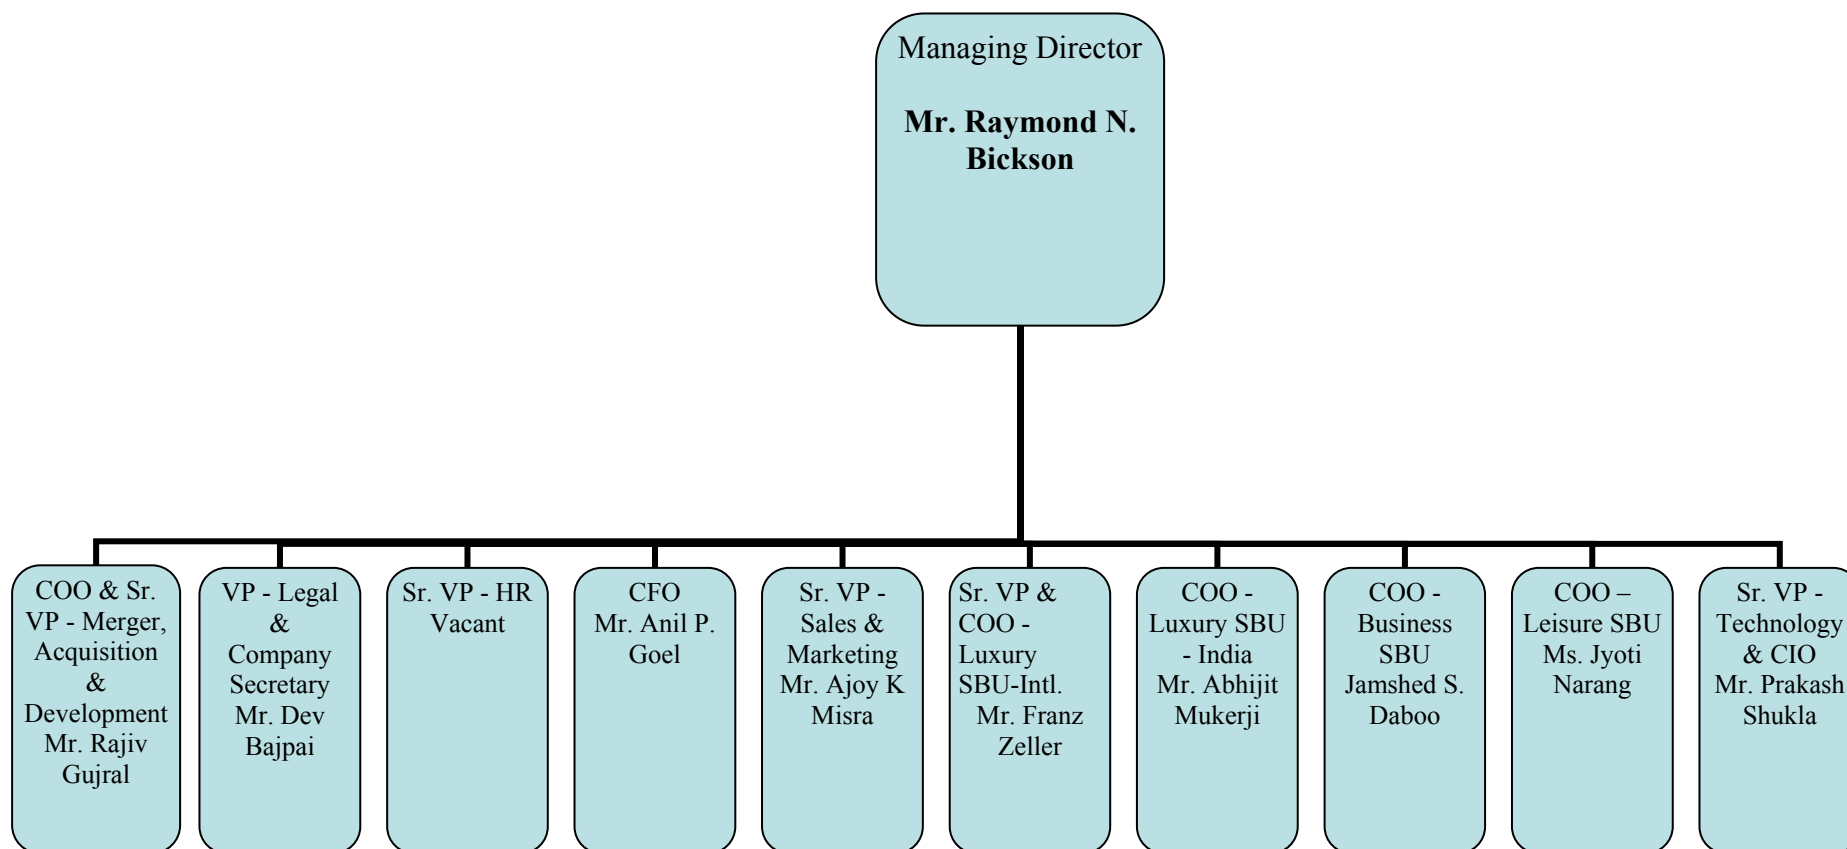 Managing Director
Mr. Raymond N.
Bickson
COO & Sr.
VP - Merger,
Acquisition
&
Development
Mr. Rajiv
Gujral
VP - Legal
&
Company
Secretary
Mr. Dev
Bajpai
Sr. VP - HR
Vacant
CFO
Mr. Anil P.
Goel
Sr. VP -
Sales &
Marketing
Mr. Ajoy K
Misra
Sr. VP &
COO -
Luxury
SBU-Intl.
Mr. Franz
Zeller
COO -
Luxury SBU
- India
Mr. Abhijit
Mukerji
COO -
Business
SBU
Jamshed S.
Daboo
COO –
Leisure SBU
Ms. Jyoti
Narang
Sr. VP -
Technology
& CIO
Mr. Prakash
Shukla